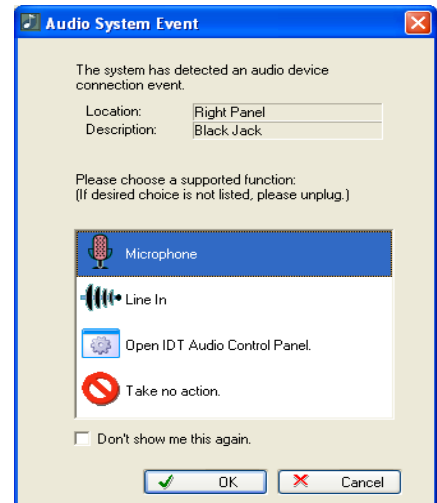 Audio System Event
The system has detected an audio device
connection event.
Location: Right Panel
Description: Black Jack
Please choose a supported function:
(If desired choice is not listed, please unplug.)
Microphone
Line In
Open IDT Audio Control Panel.
Take no action.
Don't show me this again.
OK Cancel